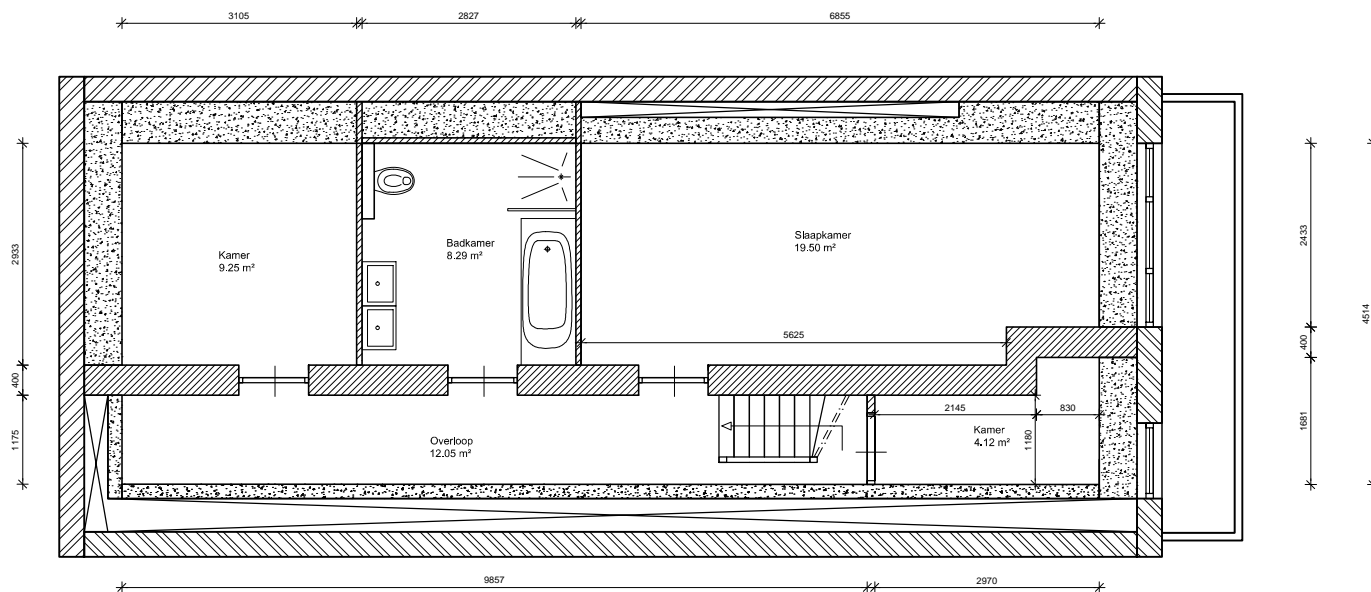 3105
2827
6855
Kamer
9.25 m²
Badkamer
8.29 m²
Slaapkamer
19.50 m²
2933
400
1175
5625
2433
400
1681
4514
2145
830
1180
Kamer
4.12 m²
Overloop
12.05 m²
9857
2970